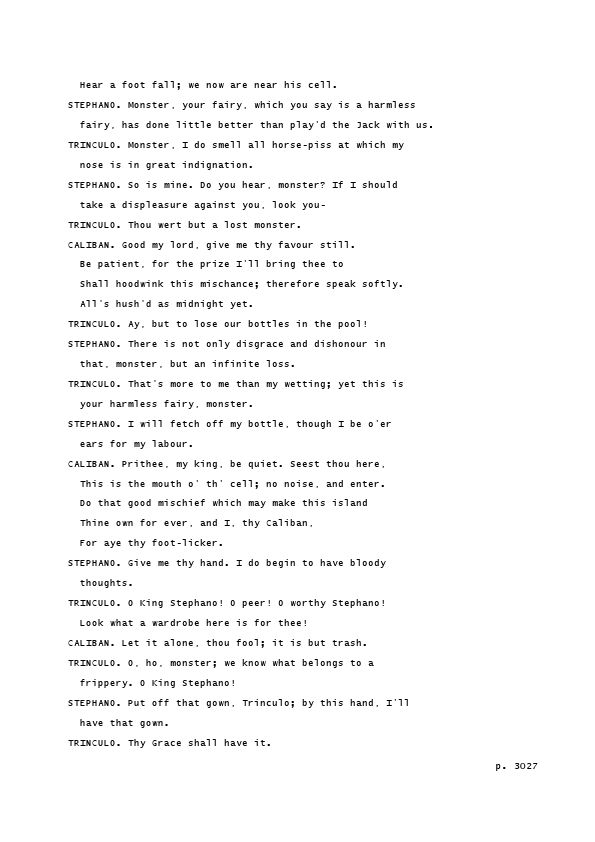 Hear a foot fall; we now are near his cell.
STEPHANO. Monster, your fairy, which you say is a harmless
fairy, has done little better than play'd the Jack with us.
TRINCULO. Monster, I do smell all horse-piss at which my
nose is in great indignation.
STEPHANO. So is mine. Do you hear, monster? If I should
take a displeasure against you, look you-
TRINCULO. Thou wert but a lost monster.
CALIBAN. Good my lord, give me thy favour still.
Be patient, for the prize I'll bring thee to
Shall hoodwink this mischance; therefore speak softly.
All's hush'd as midnight yet.
TRINCULO. Ay, but to lose our bottles in the pool!
STEPHANO. There is not only disgrace and dishonour in
that, monster, but an infinite loss.
TRINCULO. That's more to me than my wetting; yet this is
your harmless fairy, monster.
STEPHANO. I will fetch off my bottle, though I be o'er
ears for my labour.
CALIBAN. Prithee, my king, be quiet. Seest thou here,
This is the mouth o' th' cell; no noise, and enter.
Do that good mischief which may make this island
Thine own for ever, and I, thy Caliban,
For aye thy foot-licker.
STEPHANO. Give me thy hand. I do begin to have bloody
thoughts.
TRINCULO. O King Stephano! O peer! O worthy Stephano!
Look what a wardrobe here is for thee!
CALIBAN. Let it alone, thou fool; it is but trash.
TRINCULO. O, ho, monster; we know what belongs to a
frippery. O King Stephano!
STEPHANO. Put off that gown, Trinculo; by this hand, I'll
have that gown.
TRINCULO. Thy Grace shall have it.
p. 3027